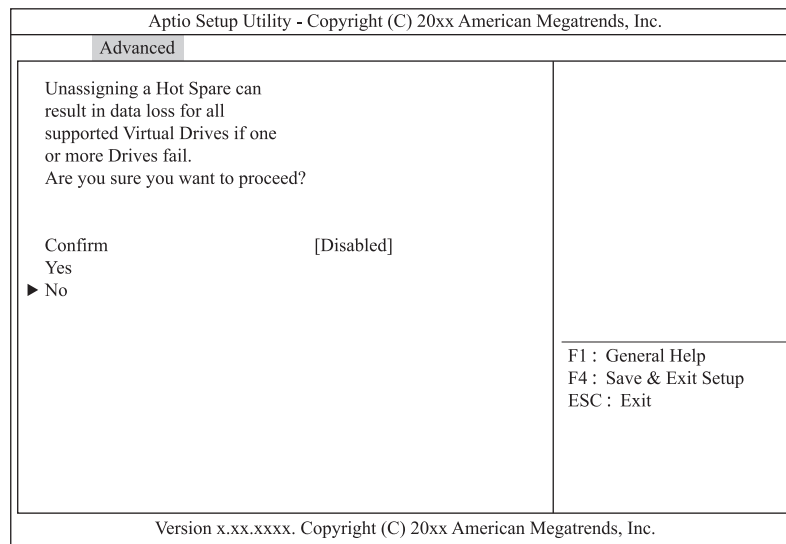 Aptio Setup Utility - Copyright (C) 20xx American Megatrends, Inc.
Advanced
Unassigning a Hot Spare can
result in data loss for all
supported Virtual Drives if one
or more Drives fail.
Are you sure you want to proceed?
Confirm [Disabled]
Yes
▶ No
F1 : General Help
F4 : Save & Exit Setup
ESC : Exit
Version x.xx.xxxx. Copyright (C) 20xx American Megatrends, Inc.